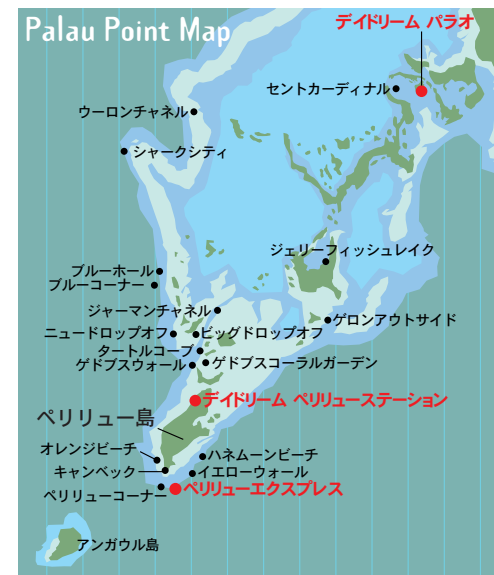 Palau Point Map
デイドリーム パラオ
セントカーディナル
ウーロンチャネル
シャークシティ
ジェリーフィッシュレイク
ブルーホール
ブルーコーナー
ジャーマンチャネル
ゲロンアウトサイド
ニュードロップオフ
ビッグドロップオフ
タートルコーブ
ゲドブスウォール
ゲドブスコーラルガーデン
デイドリーム ペリリューステーション
ペリリュー島
オレンジビーチ
ハネムーンビーチ
キャンベック
イエローウォール
ペリリューコーナー
ペリリューエクスプレス
アンガウル島